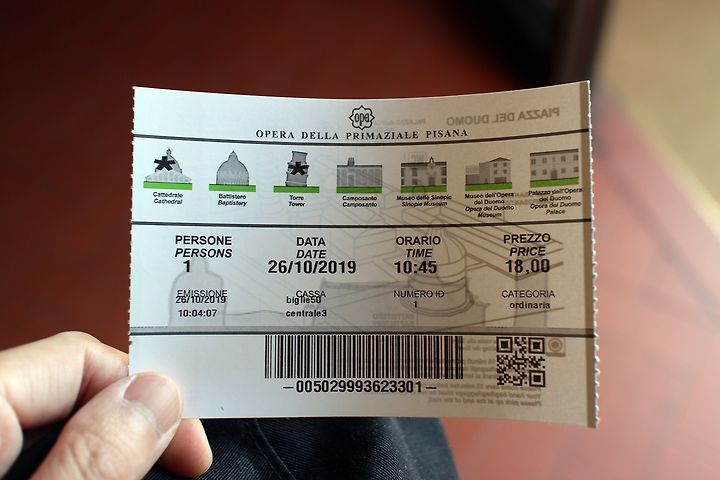 OPERA DELLA PRIMAZIALE PISANA
PIAZZA DEL DUOMO
Cattedrale
Cathedral
Battistero
Baptistery
Torre
Tower
Camposanto
Camposanto
Museo delle Sinopie
Sinopie Museum
Museo dell'Opera
del Duomo
Opera del Duomo
Museum
Palazzo dell'Opera
del Duomo
Opera del Duomo
Palace
PERSONE
PERSONS
1
DATA
DATE
26/10/2019
ORARIO
TIME
10:45
PREZZO
PRICE
18,00
EMISSIONE
26/10/2019
10:04:07
CASSA
biglie50
centrale3
NUMERO ID
1
CATEGORIA
ordinaria
—005029993623301—